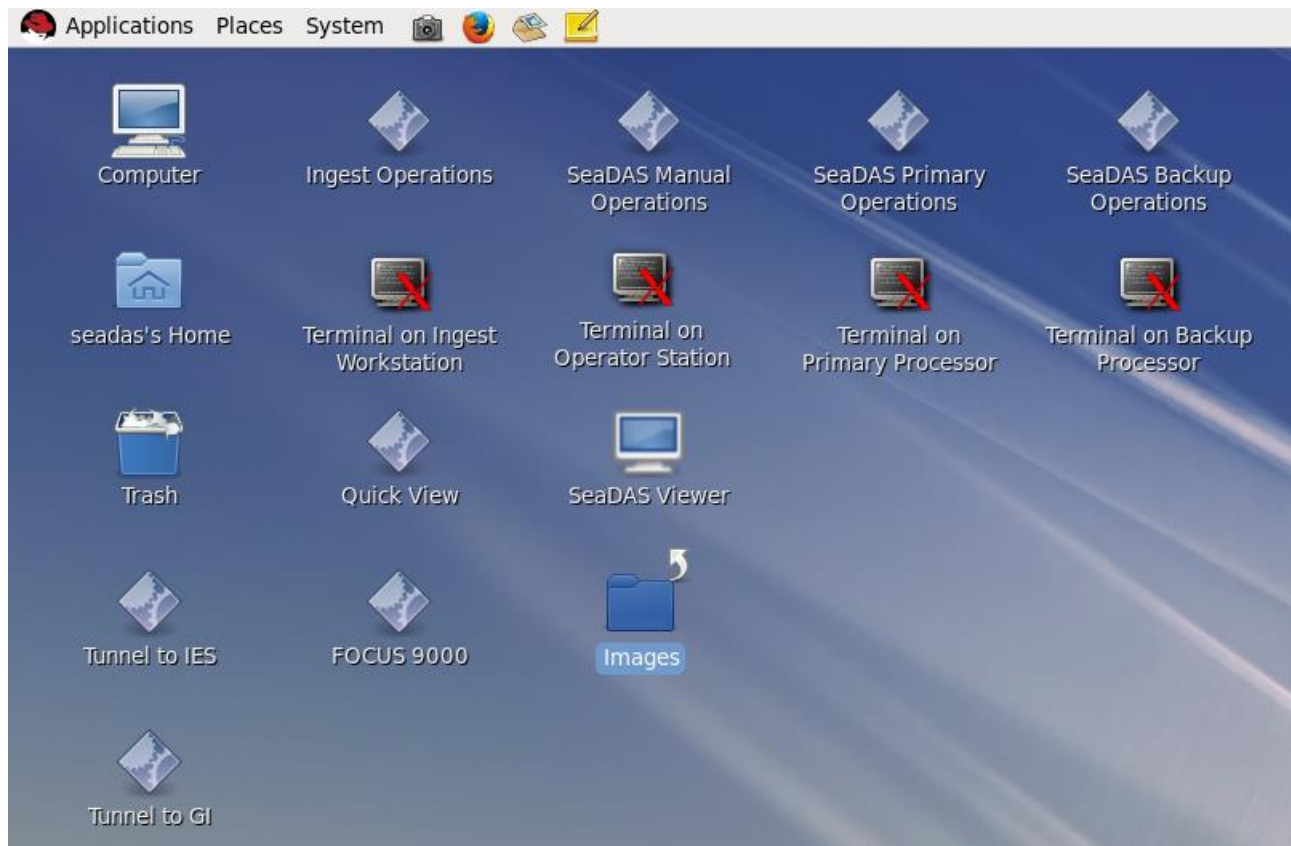 Applications Places System
Computer
Ingest Operations
SeaDAS Manual
Operations
SeaDAS Primary
Operations
SeaDAS Backup
Operations
seadas's Home
Terminal on Ingest
Workstation
Terminal on
Operator Station
Terminal on
Primary Processor
Terminal on Backup
Processor
Trash
Quick View
SeaDAS Viewer
Tunnel to IES
FOCUS 9000
Images
Tunnel to GI